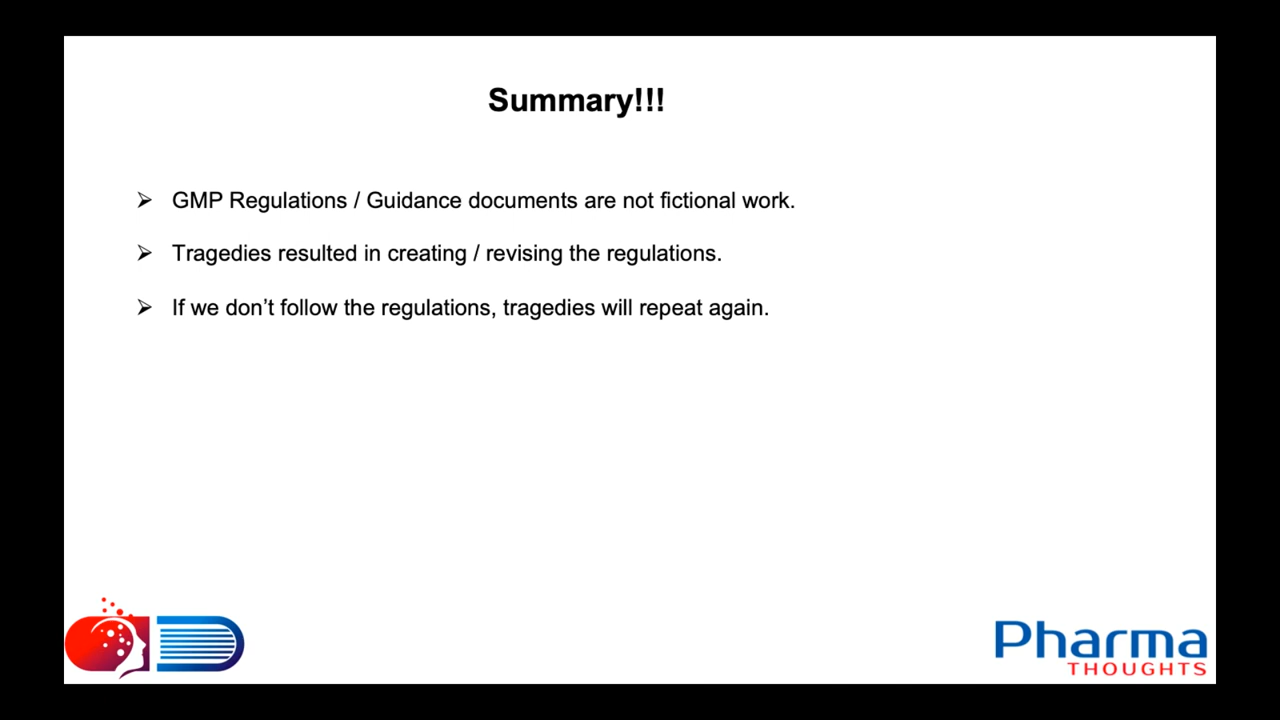 Summary!!!
GMP Regulations / Guidance documents are not fictional work.
Tragedies resulted in creating / revising the regulations.
If we don’t follow the regulations, tragedies will repeat again.
Pharma
THOUGHTS